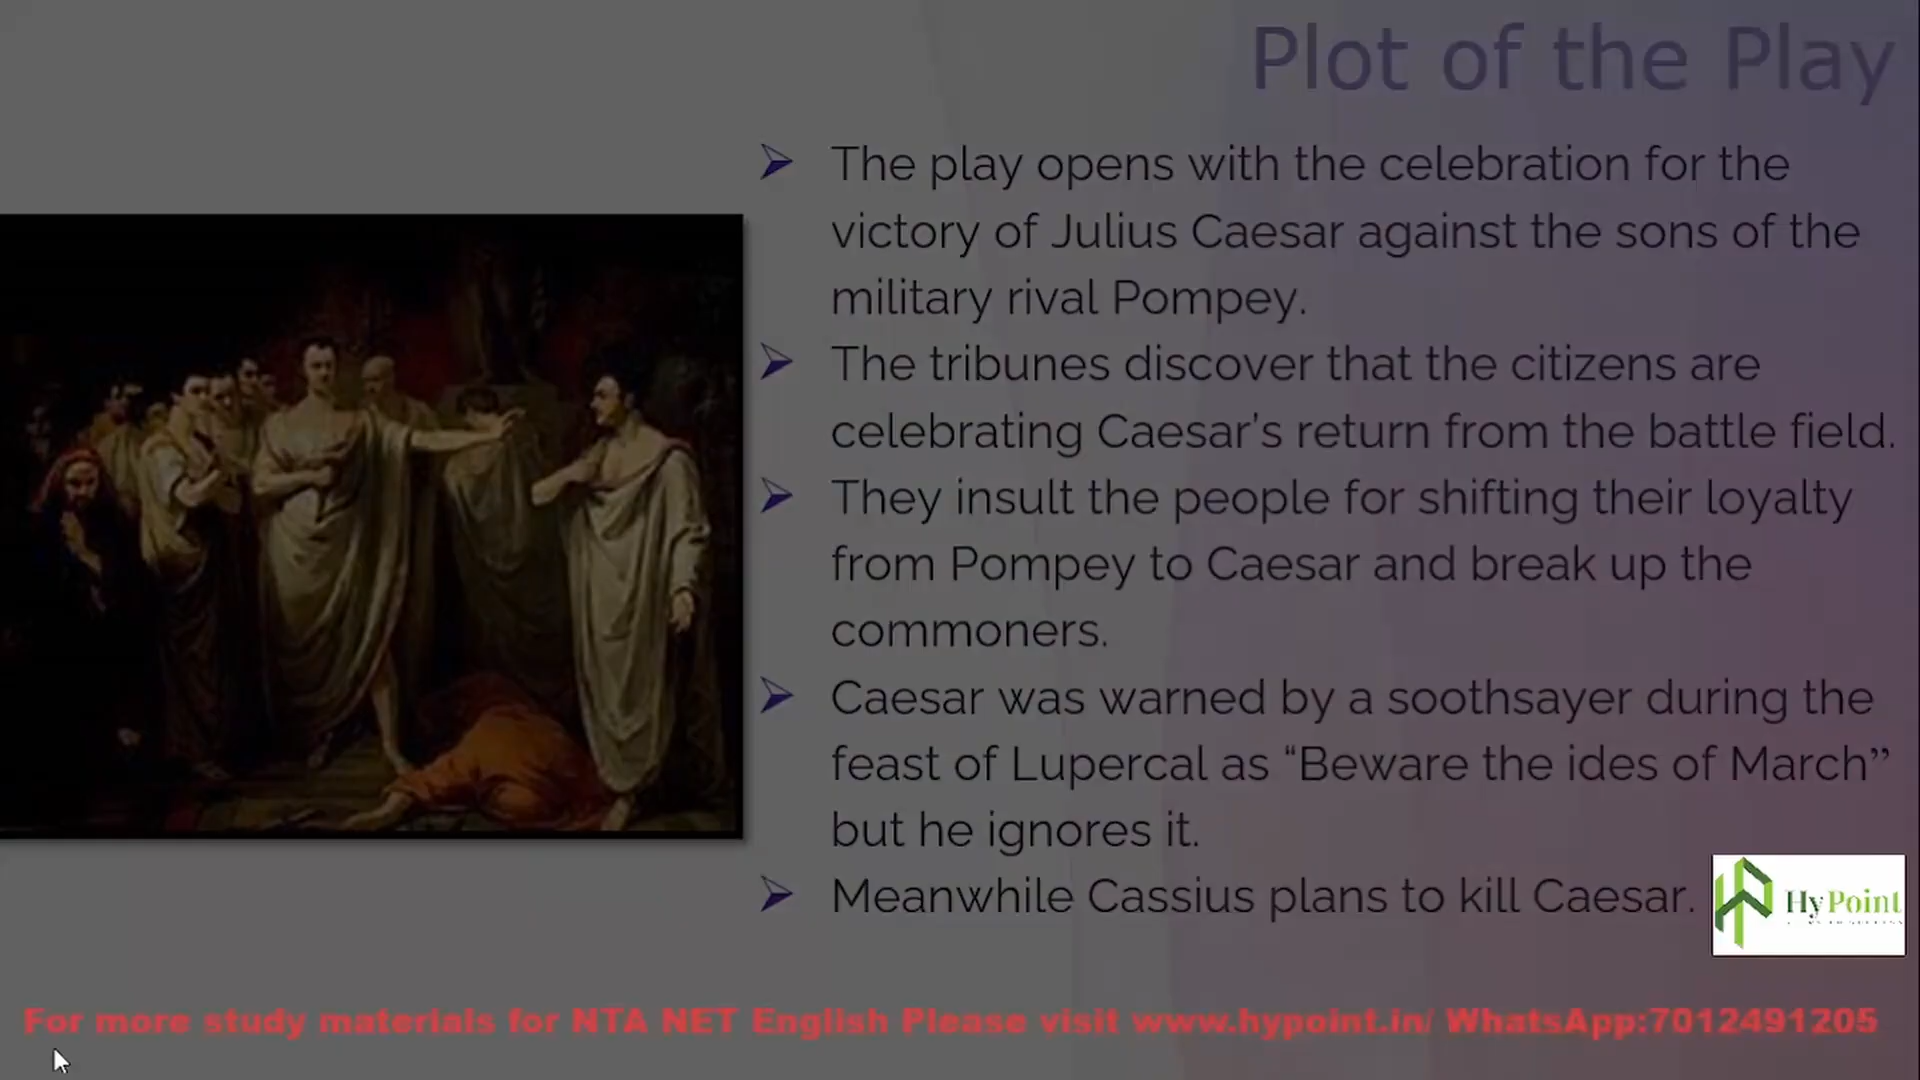 Plot of the Play
The play opens with the celebration for the
victory of Julius Caesar against the sons of the
military rival Pompey.
The tribunes discover that the citizens are
celebrating Caesar's return from the battle field.
They insult the people for shifting their loyalty
from Pompey to Caesar and break up the
commoners.
Caesar was warned by a soothsayer during the
feast of Lupercal as “Beware the ides of March”
but he ignores it.
Meanwhile Cassius plans to kill Caesar.
HyPoint
For more study materials for NTA NET English Please visit www.hypoint.in/ WhatsApp:7012491205